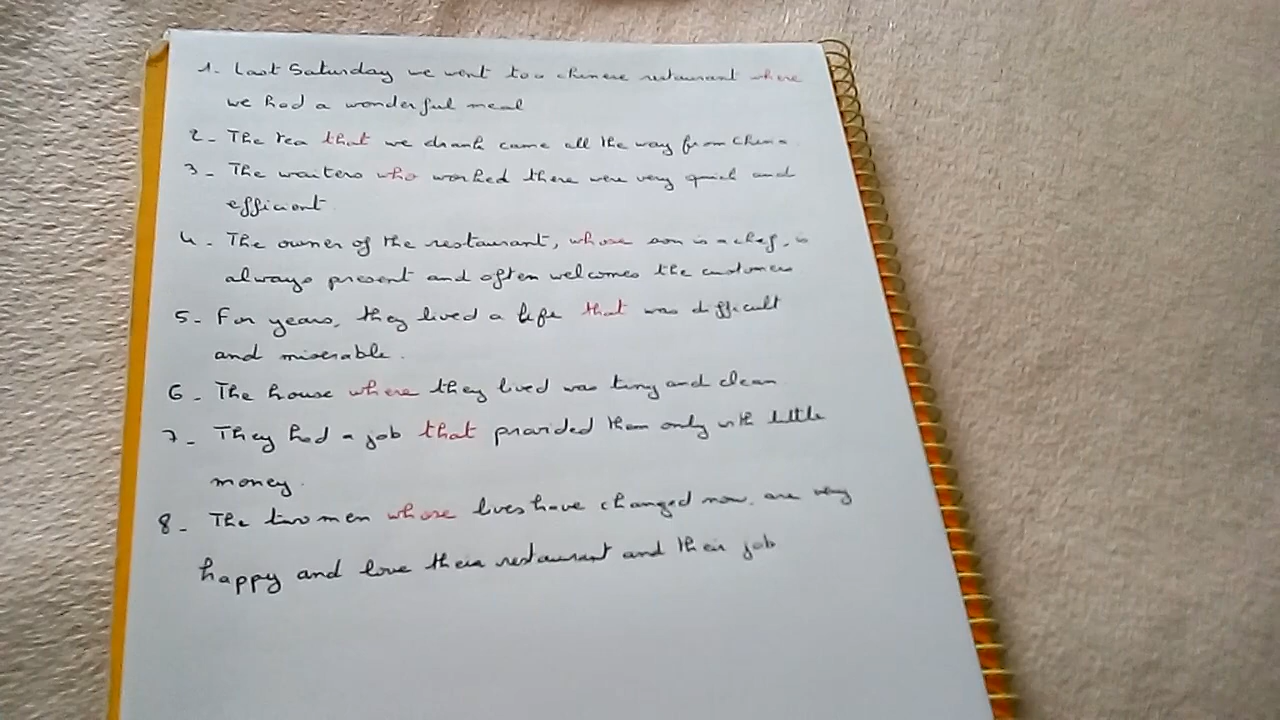 1. Last Saturday we went to a chinese restaurant where
we had a wonderful meal
2 - The tea that we drank came all the way from China.
3 - The waiters who worked there were very quick and
efficient
4 - The owner of the restaurant, whose son is a chef, is
always present and often welcomes the customers
5 - For years, they lived a life that was difficult
and miserable.
6 - The house where they lived was tiny and clean
7 - They had a job that provided them only with little
money.
8 - The two men whose lives have changed now, are very
happy and love their restaurant and their job